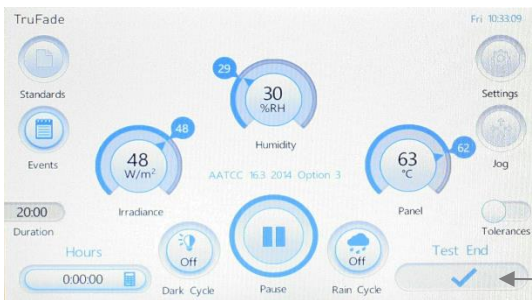 TruFade
Fri 10:33:09
Standards
Settings
Events
Jog
29
30
%RH
Humidity
48
48
W/m²
Irradiance
62
63
°C
Panel
AATCC 16.3 2014 Option 3
20:00
Duration
Tolerances
Hours
0:00:00
Off
Dark Cycle
Pause
Off
Rain Cycle
Test End